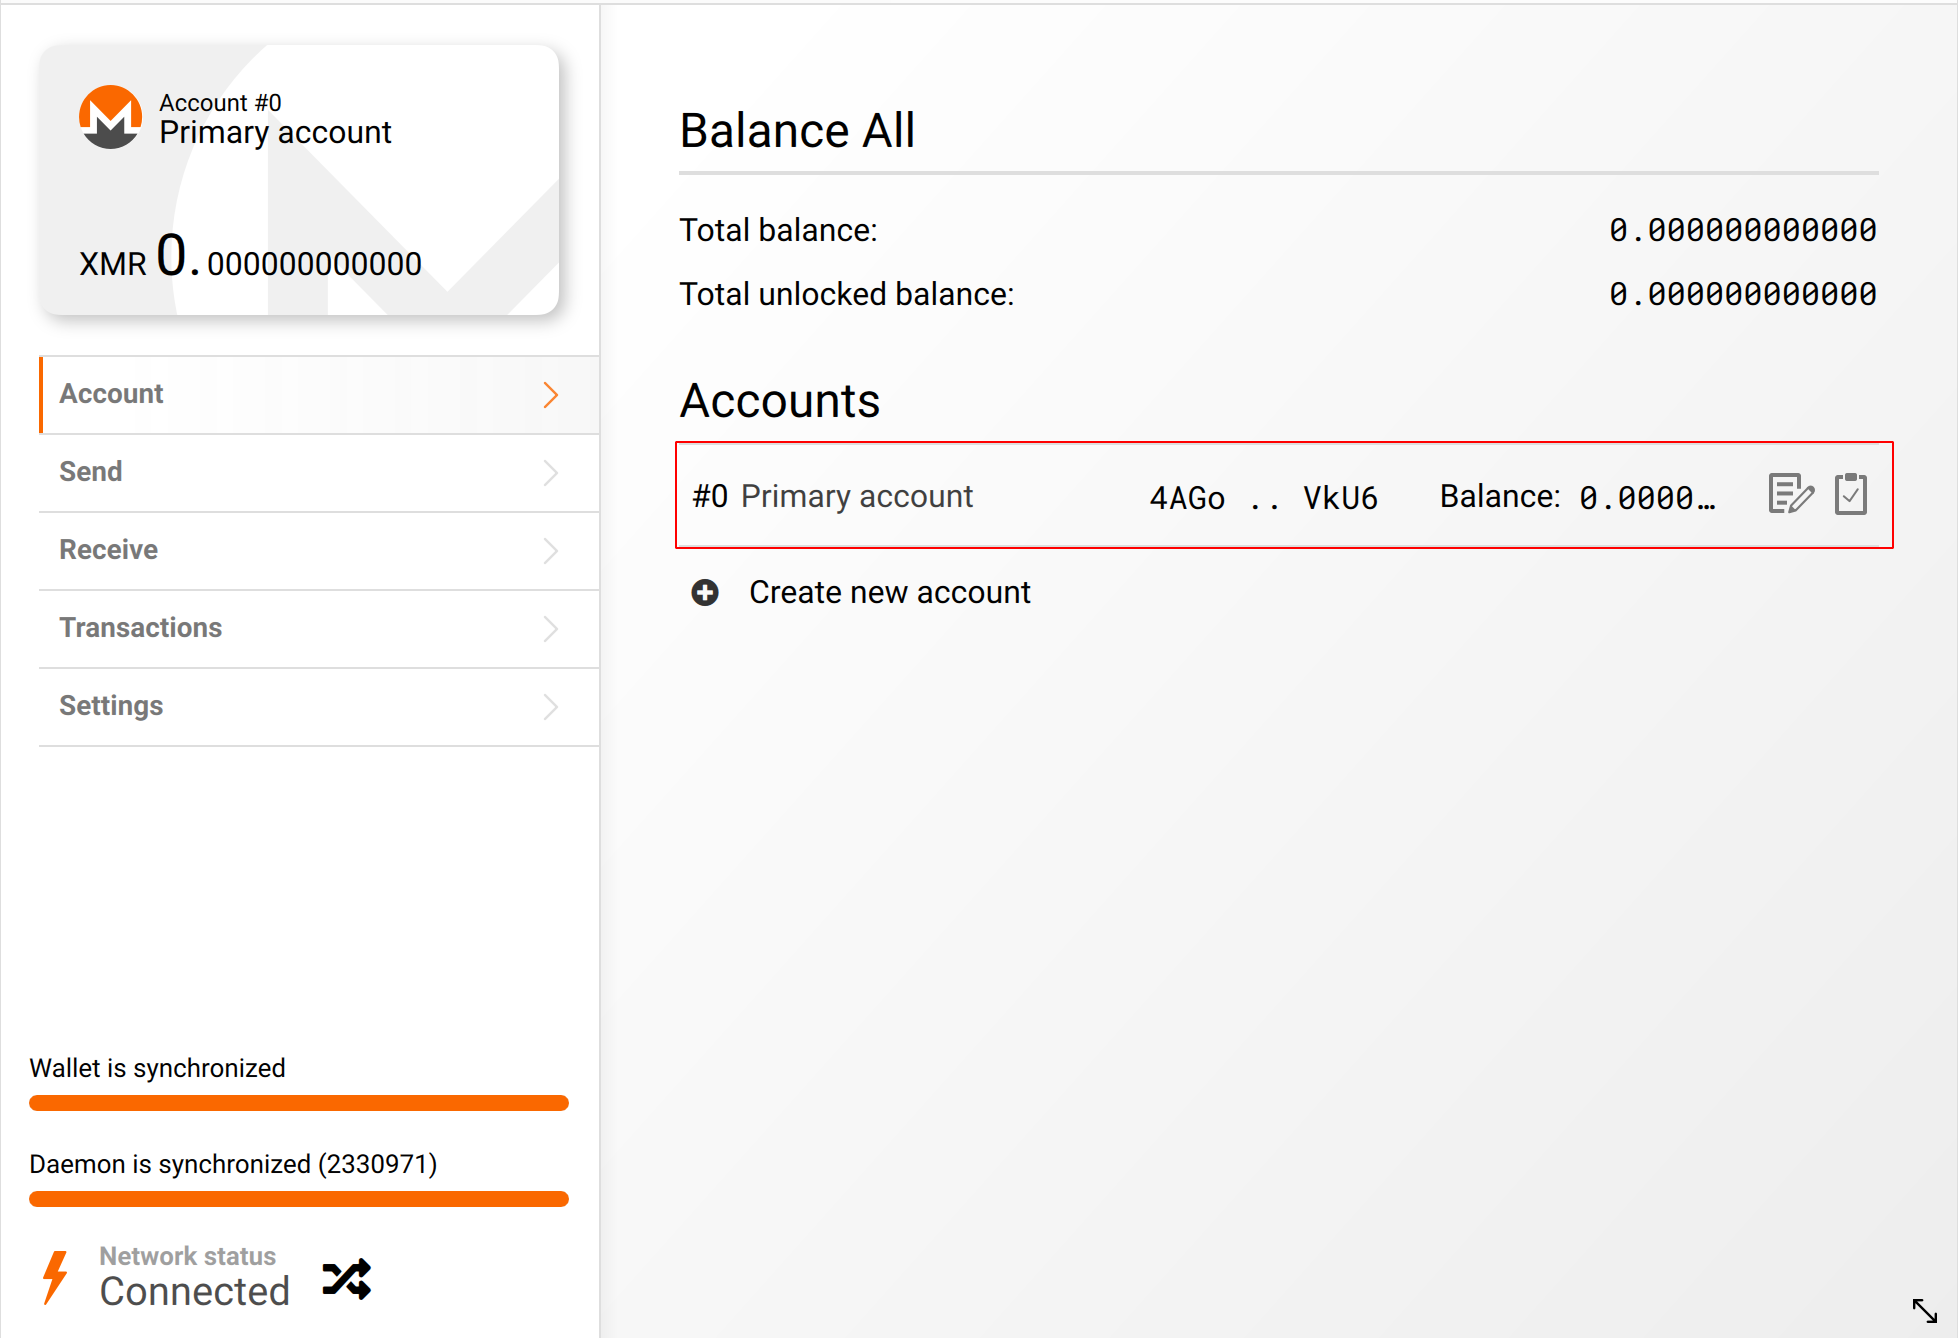 Account #0
Primary account
XMR 0.000000000000
Account
Send
Receive
Transactions
Settings
Wallet is synchronized
Daemon is synchronized (2330971)
Network status
Connected
Balance All
Total balance: 0.000000000000
Total unlocked balance: 0.000000000000
Accounts
#0 Primary account 4AGo .. VkU6 Balance: 0.0000…
Create new account